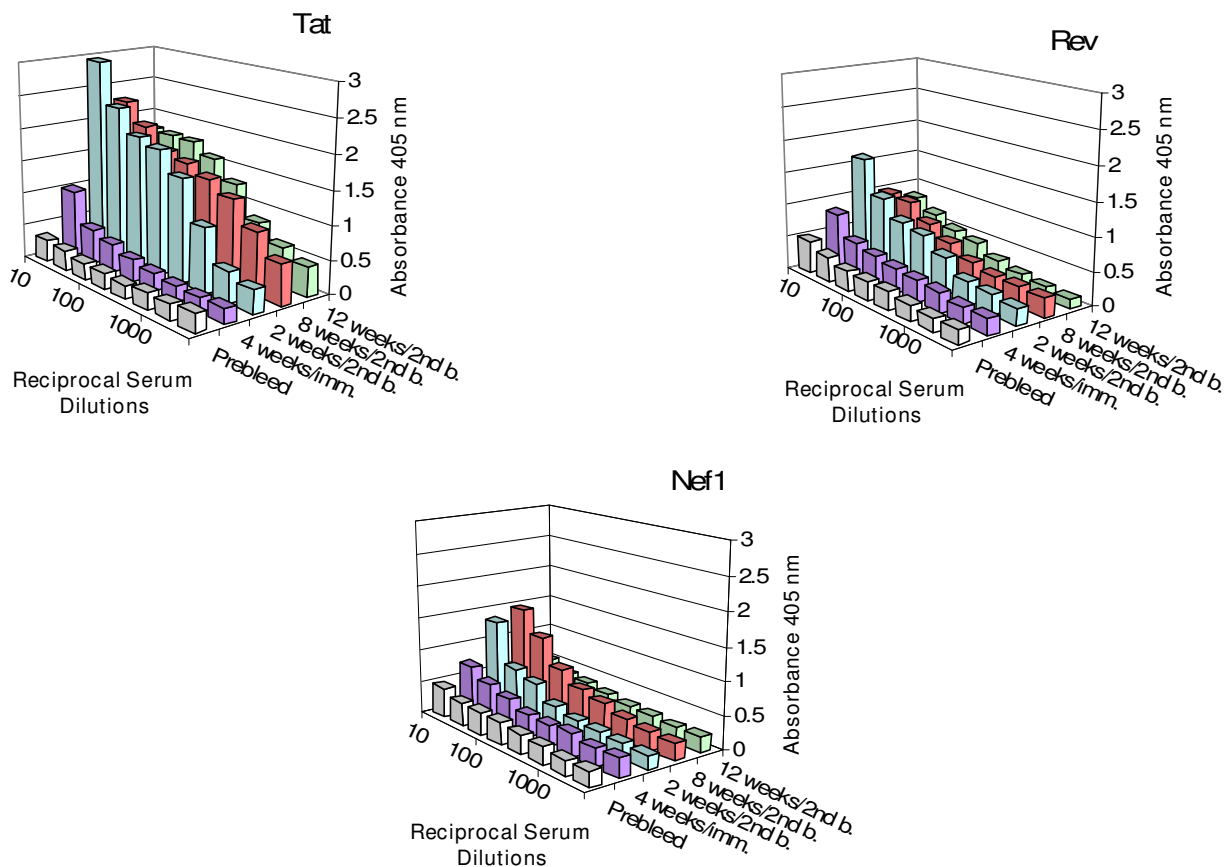 Tat
3
2.5
2
1.5
1
0.5
0
Absorbance 405 nm
10
100
1000
12 weeks/2nd b.
8 weeks/2nd b.
2 weeks/2nd b.
4 weeks/imm.
Prebleed
Reciprocal Serum
Dilutions
Rev
3
2.5
2
1.5
1
0.5
0
Absorbance 405 nm
10
100
1000
12 weeks/2nd b.
8 weeks/2nd b.
2 weeks/2nd b.
4 weeks/imm.
Prebleed
Reciprocal Serum
Dilutions
Nef1
3
2.5
2
1.5
1
0.5
0
Absorbance 405 nm
10
100
1000
12 weeks/2nd b.
8 weeks/2nd b.
2 weeks/2nd b.
4 weeks/imm.
Prebleed
Reciprocal Serum
Dilutions